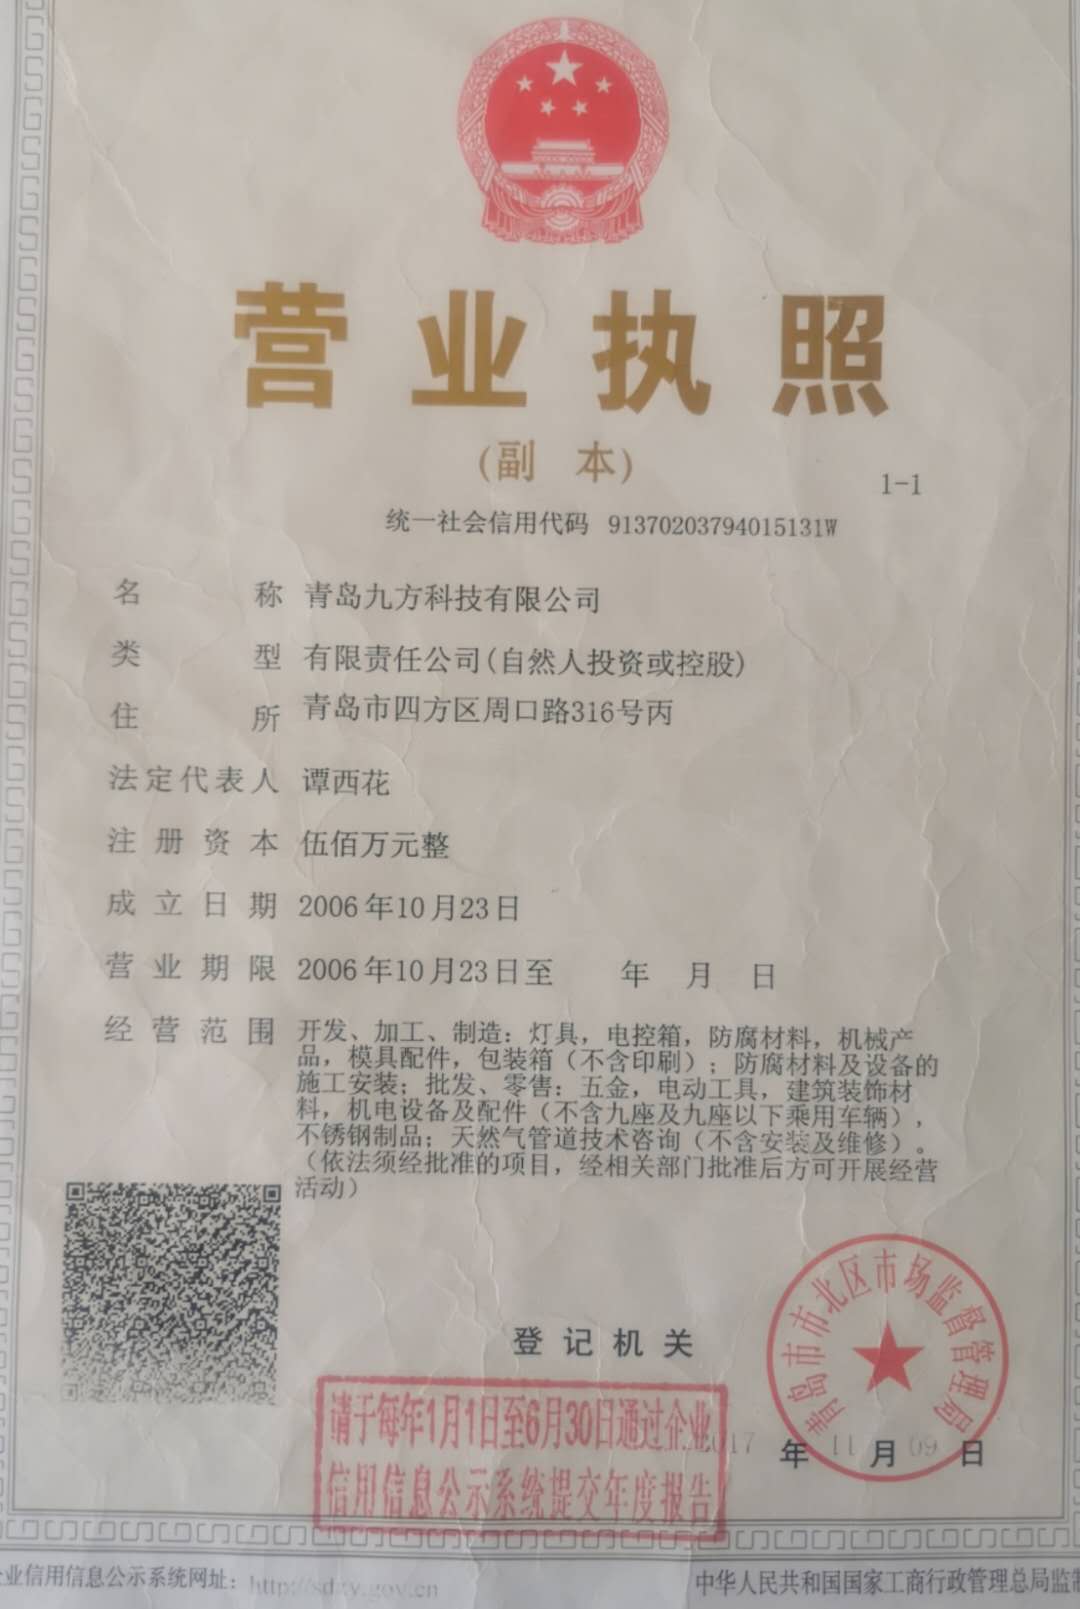 营业执照
(副本)
1-1
统一社会信用代码 91370203794015131W
名称 青岛九方科技有限公司
类型 有限责任公司(自然人投资或控股)
住所 青岛市四方区周口路316号丙
法定代表人 谭西花
注册资本 伍佰万元整
成立日期 2006年10月23日
营业期限 2006年10月23日至 年 月 日
经营范围 开发、加工、制造：灯具，电控箱，防腐材料，机械产
品，模具配件，包装箱（不含印刷）；防腐材料及设备的
施工安装；批发、零售：五金，电动工具，建筑装饰材
料，机电设备及配件（不含九座及九座以下乘用车辆），
不锈钢制品；天然气管道技术咨询（不含安装及维修）。
（依法须经批准的项目，经相关部门批准后方可开展经营
活动）
登记机关
青岛市市北区市场监督管理局
请于每年1月1日至6月30日通过企业
信用信息公示系统提交年度报告
2017年11月09日
企业信用信息公示系统网址：http://sdxy.gov.cn
中华人民共和国国家工商行政管理总局监制